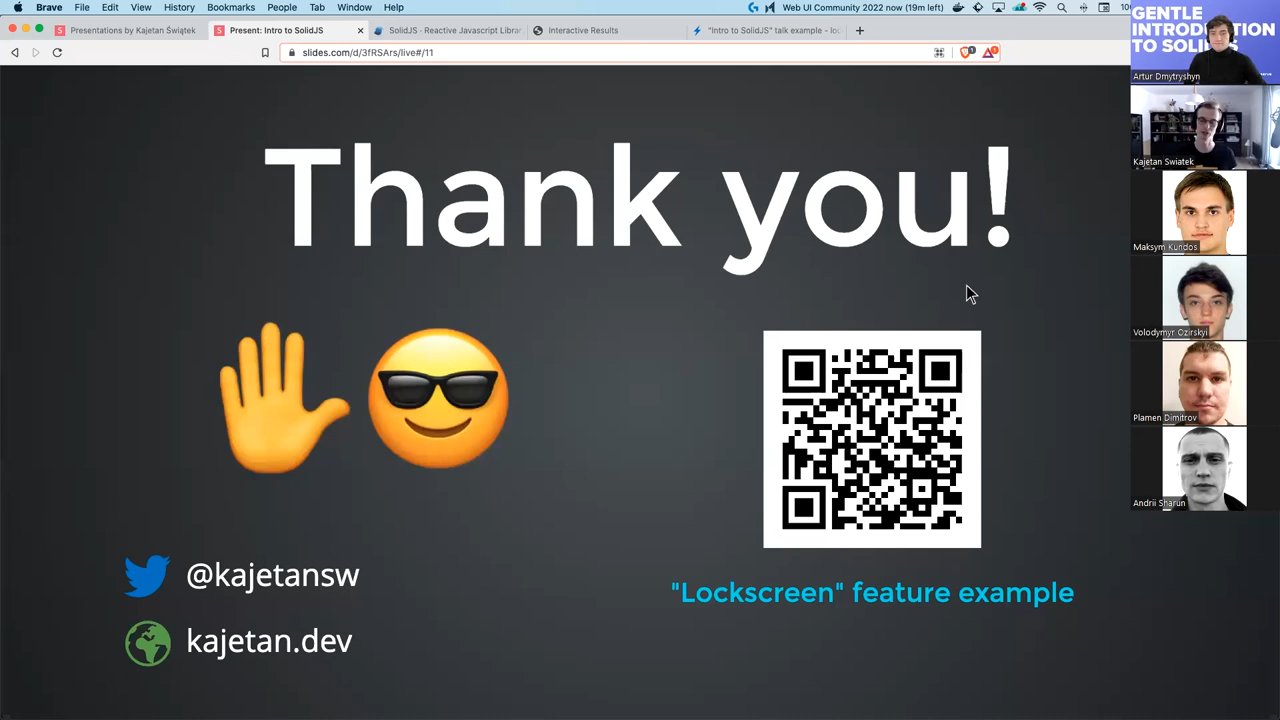 Brave File Edit View History Bookmarks People Tab Window Help
Web UI Community 2022 now (19m left)
Presentations by Kajetan Świątek
Present: Intro to SolidJS
SolidJS · Reactive Javascript Librar
Interactive Results
"Intro to SolidJS" talk example - loc
slides.com/d/3fRSArs/live#/11
Thank you!
@kajetansw
kajetan.dev
"Lockscreen" feature example
GENTLE
INTRODUCTION
TO SOLIDJS
Artur Dmytryshyn
Kajetan Swiatek
Maksym Kundos
Volodymyr Ozirskyi
Plamen Dimitrov
Andrii Sharun